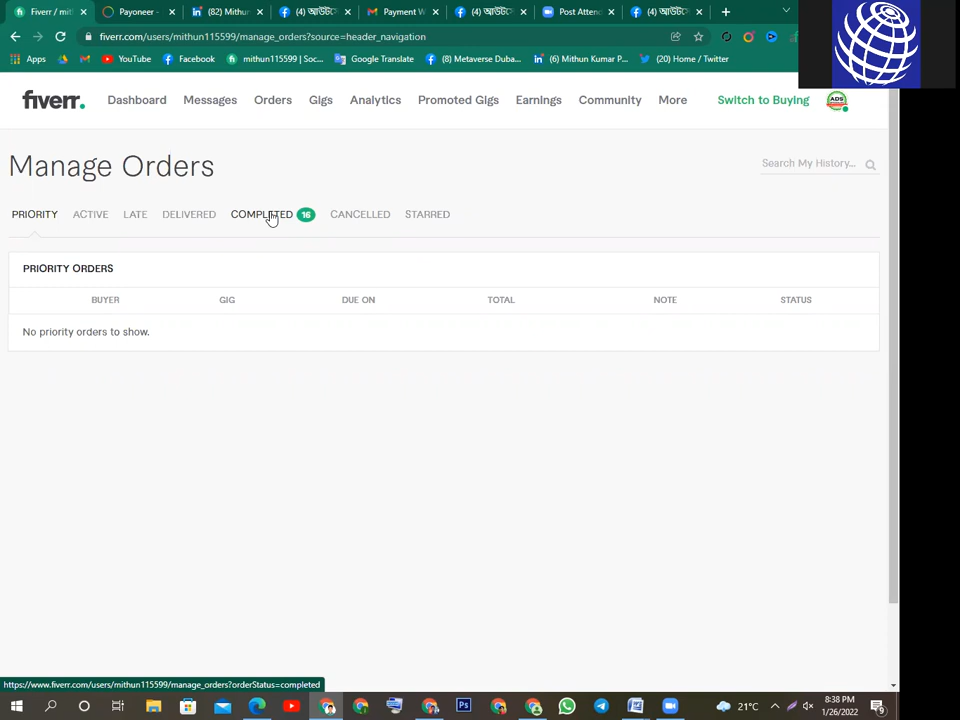 Fiverr / mit
Payoneer -
(82) Mithun
(4) আউটসো
Payment W
(4) আউটসো
Post Attend
(4) আউটসো
fiverr.com/users/mithun115599/manage_orders?source=header_navigation
Apps
YouTube
Facebook
mithun115599 | Soc...
Google Translate
(8) Metaverse Duba...
(6) Mithun Kumar P...
(20) Home / Twitter
fiverr.
Dashboard
Messages
Orders
Gigs
Analytics
Promoted Gigs
Earnings
Community
More
Switch to Buying
ADS
Manage Orders
Search My History...
PRIORITY
ACTIVE
LATE
DELIVERED
COMPLETED 16
CANCELLED
STARRED
PRIORITY ORDERS
BUYER
GIG
DUE ON
TOTAL
NOTE
STATUS
No priority orders to show.
https://www.fiverr.com/users/mithun115599/manage_orders?orderStatus=completed
21°C
8:38 PM
1/26/2022